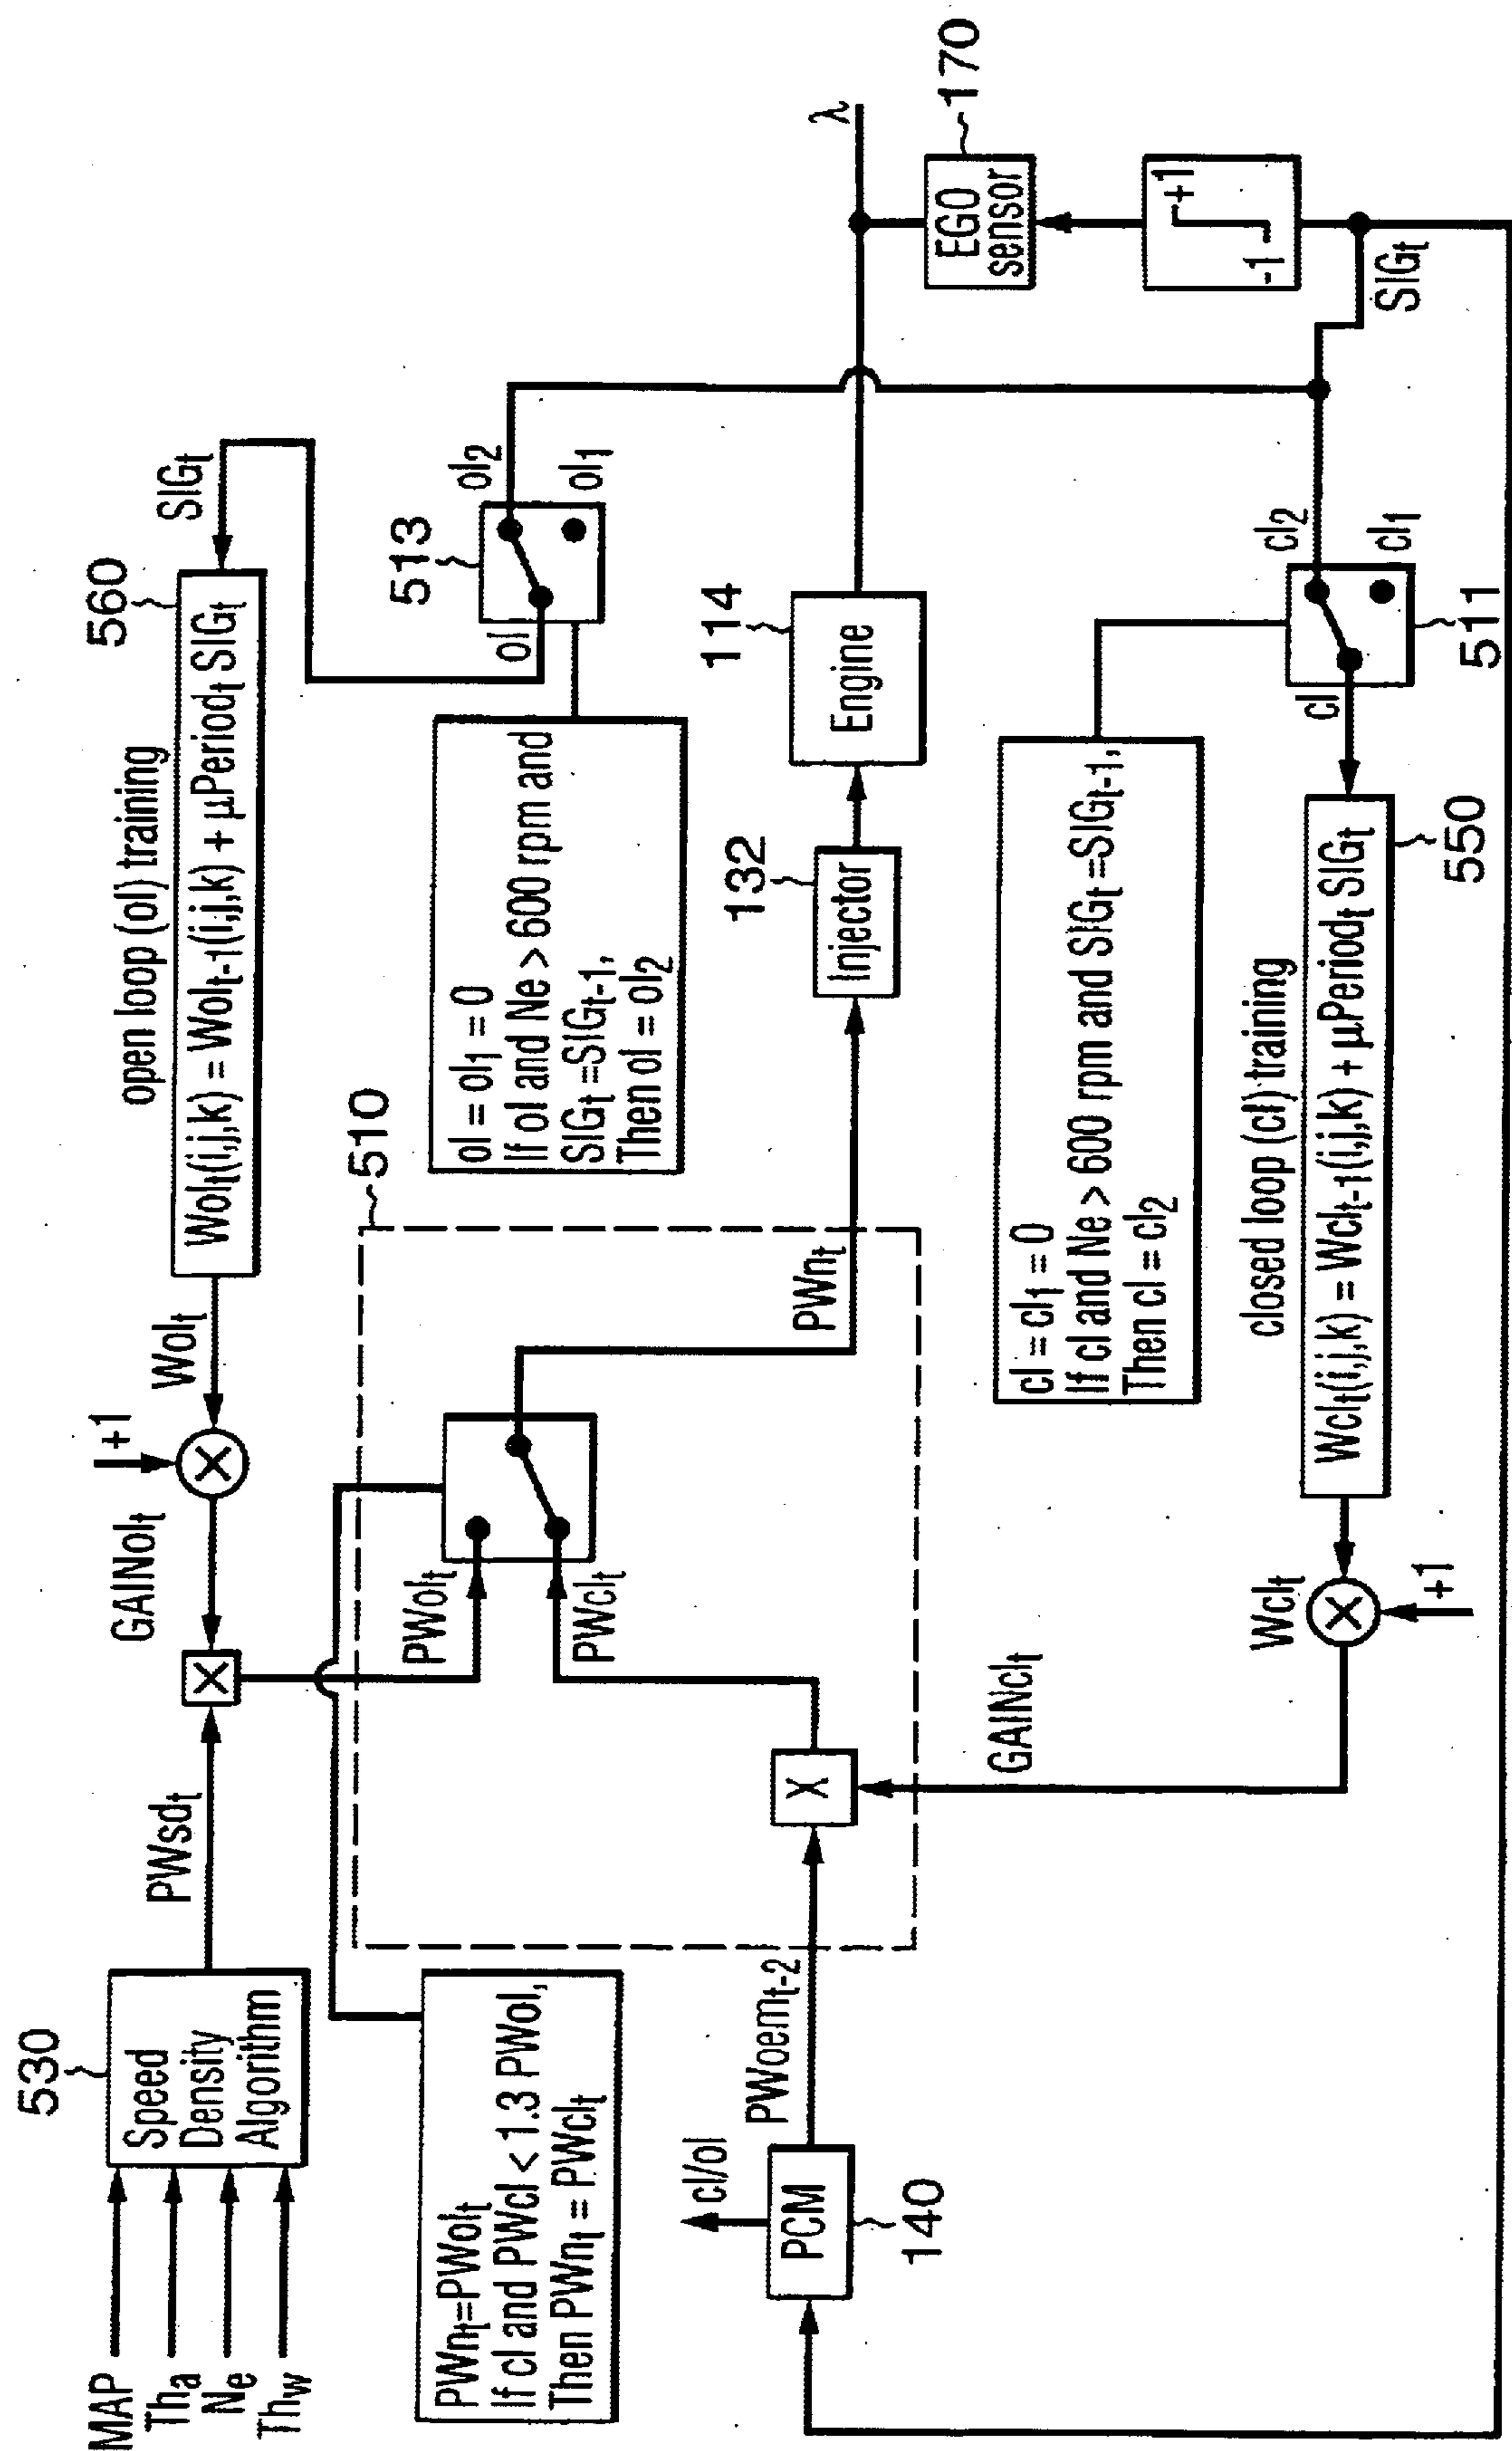 MAP
Tha
Ne
Thw
530
Speed
Density
Algorithm
PWsdt
GAINolt
+1
Wolt
open loop (ol) training
Wolt(i,j,k) = Wolt-1(i,j,k) + μPeriodt SIGt
560
SIGt
PWnt=PWolt
If cl and PWcl < 1.3 PWol,
Then PWnt = PWclt
510
PWolt
PWclt
ol = ol1 = 0
If ol and Ne > 600 rpm and
SIGt =SIGt-1,
Then ol = ol2
513
ol
ol2
ol1
cl/ol
PCM
140
PWoemt-2
X
PWnt
Injector
132
Engine
114
λ
EGO
sensor
170
+1
-1
SIGt
GAINclt
cl = cl1 = 0
If cl and Ne > 600 rpm and SIGt =SIGt-1,
Then cl = cl2
Wclt
+1
closed loop (cl) training
Wclt(i,j,k) = Wclt-1(i,j,k) + μPeriodt SIGt
550
cl
cl2
cl1
511